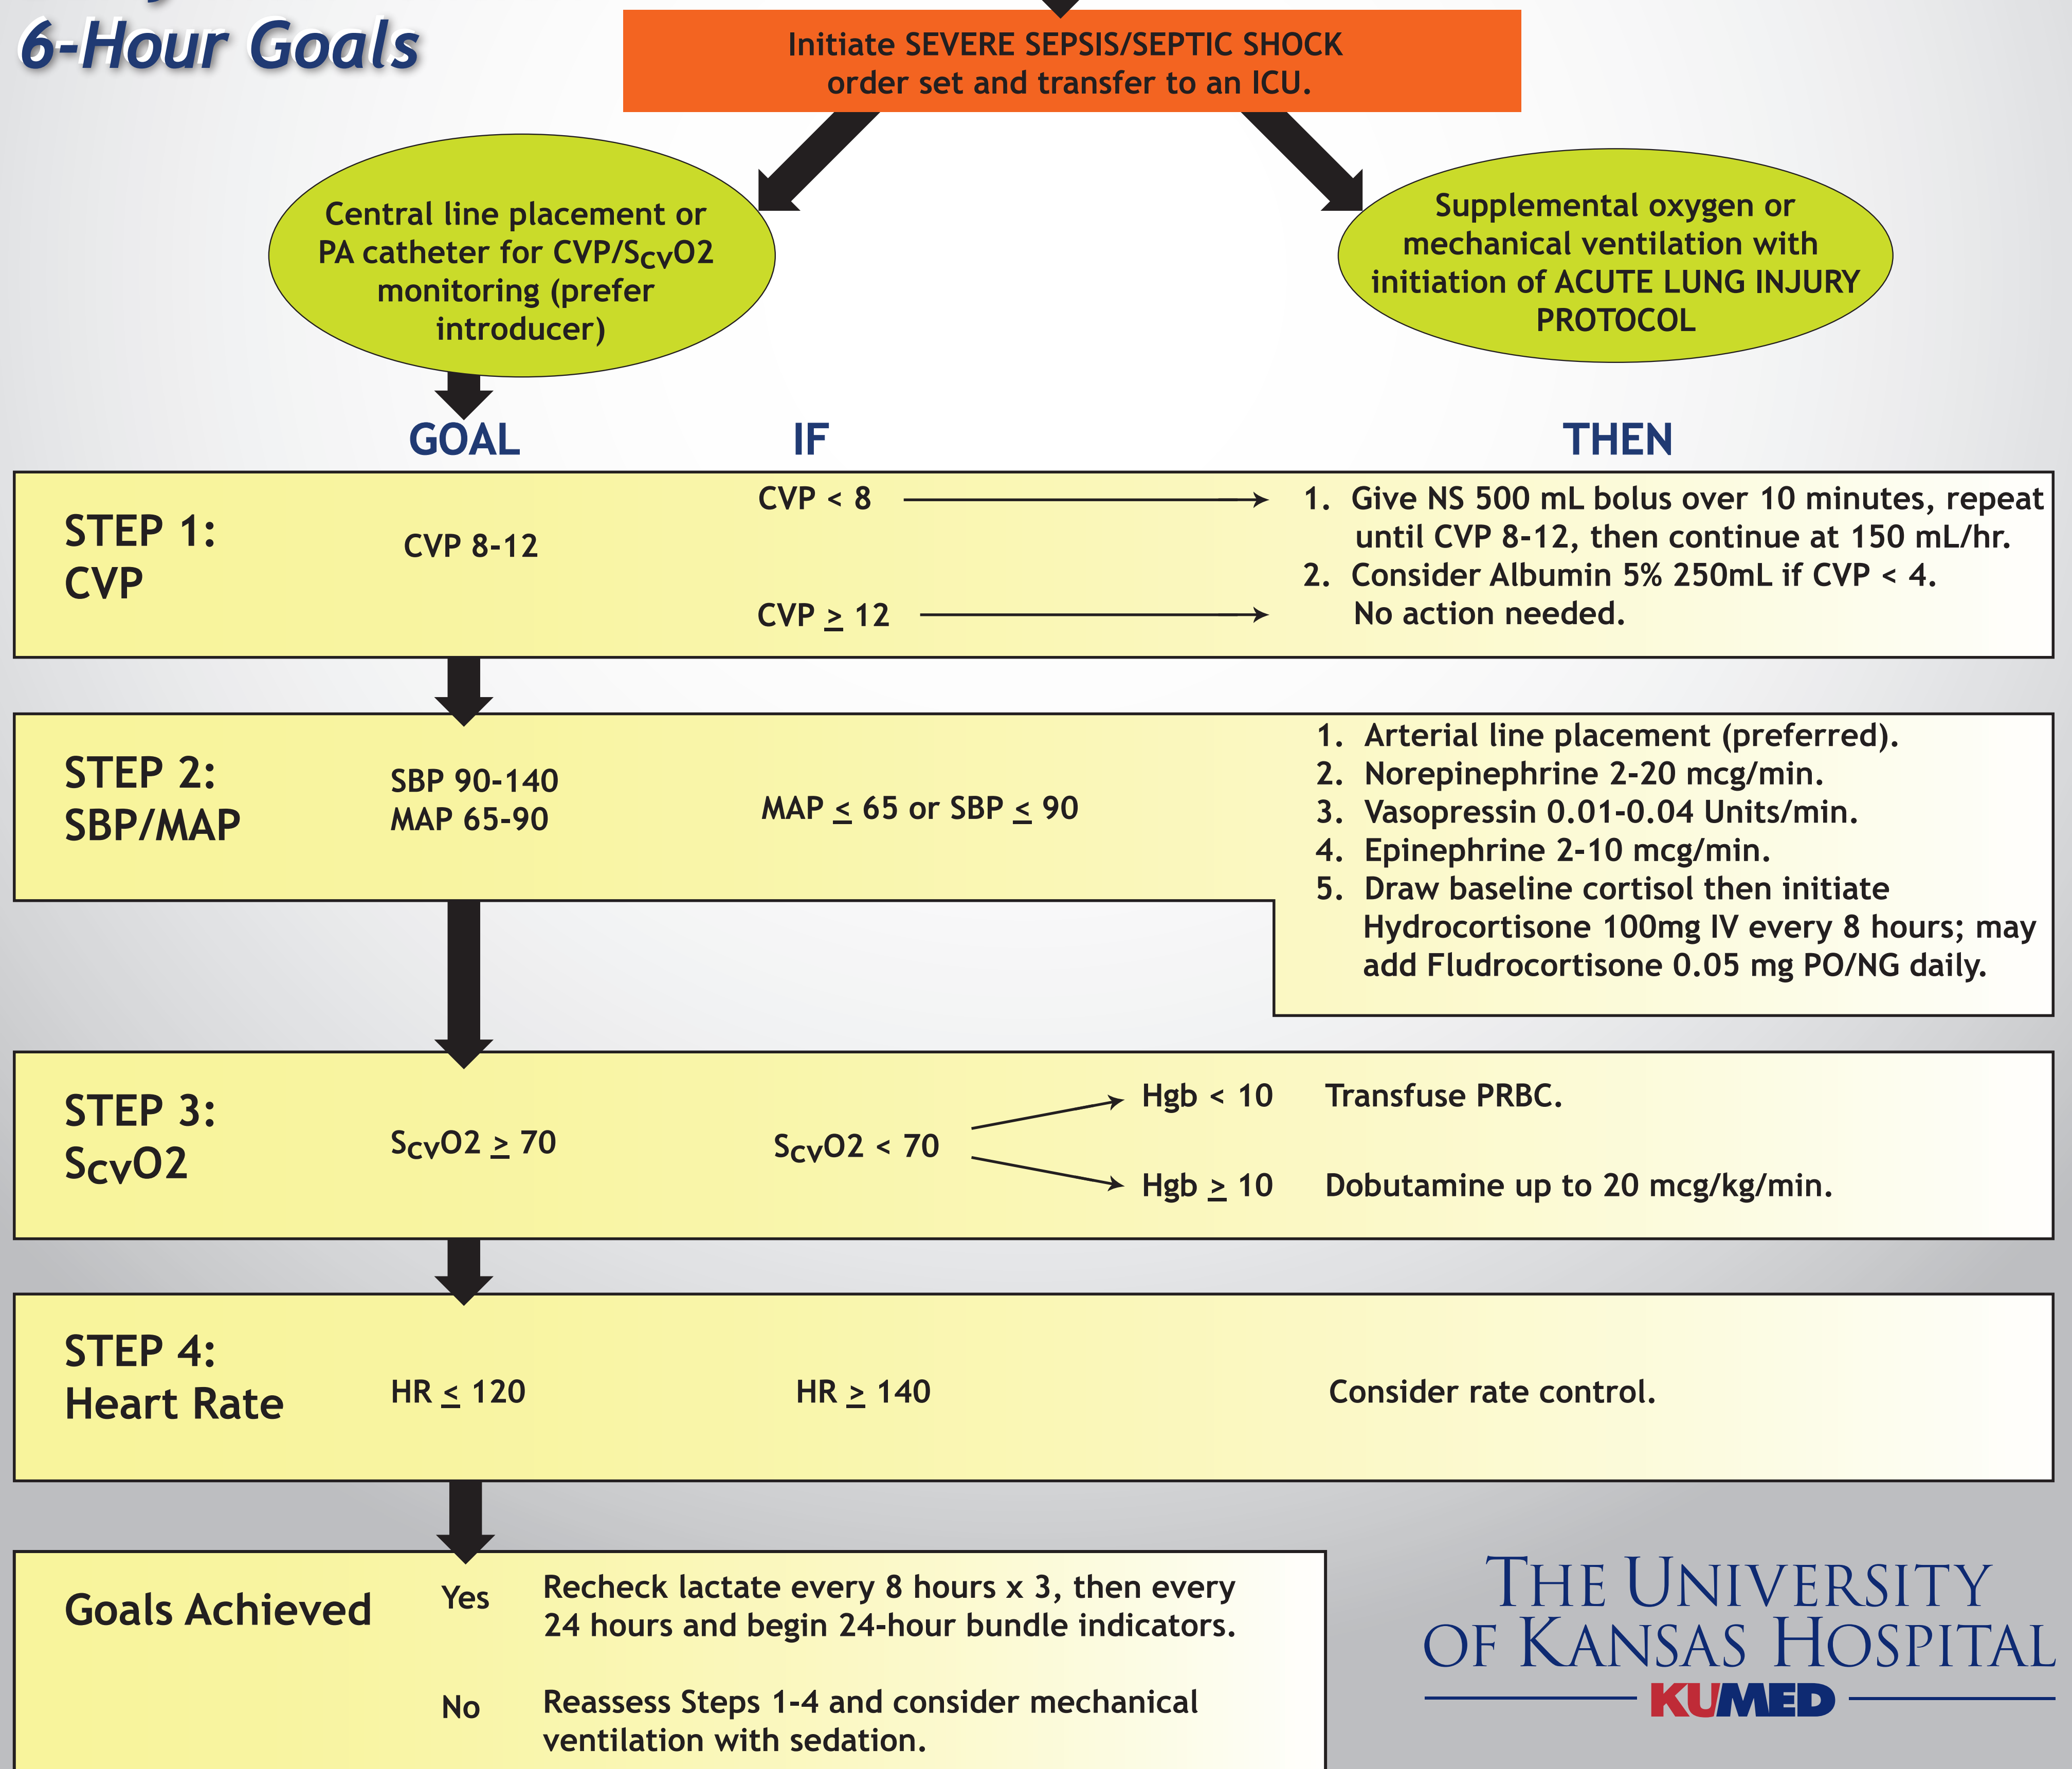 6-Hour Goals
Initiate SEVERE SEPSIS/SEPTIC SHOCK
order set and transfer to an ICU.
Central line placement or
PA catheter for CVP/ScvO2
monitoring (prefer
introducer)
Supplemental oxygen or
mechanical ventilation with
initiation of ACUTE LUNG INJURY
PROTOCOL
GOAL IF THEN
STEP 1:
CVP
CVP 8-12
CVP < 8
1. Give NS 500 mL bolus over 10 minutes, repeat
until CVP 8-12, then continue at 150 mL/hr.
2. Consider Albumin 5% 250mL if CVP < 4.
CVP ≥ 12
No action needed.
STEP 2:
SBP/MAP
SBP 90-140
MAP 65-90
MAP ≤ 65 or SBP ≤ 90
1. Arterial line placement (preferred).
2. Norepinephrine 2-20 mcg/min.
3. Vasopressin 0.01-0.04 Units/min.
4. Epinephrine 2-10 mcg/min.
5. Draw baseline cortisol then initiate
Hydrocortisone 100mg IV every 8 hours; may
add Fludrocortisone 0.05 mg PO/NG daily.
STEP 3:
ScvO2
ScvO2 ≥ 70
ScvO2 < 70
Hgb < 10 Transfuse PRBC.
Hgb ≥ 10 Dobutamine up to 20 mcg/kg/min.
STEP 4:
Heart Rate
HR ≤ 120
HR ≥ 140
Consider rate control.
Goals Achieved
Yes
Recheck lactate every 8 hours x 3, then every
24 hours and begin 24-hour bundle indicators.
No
Reassess Steps 1-4 and consider mechanical
ventilation with sedation.
THE UNIVERSITY
OF KANSAS HOSPITAL
KUMED